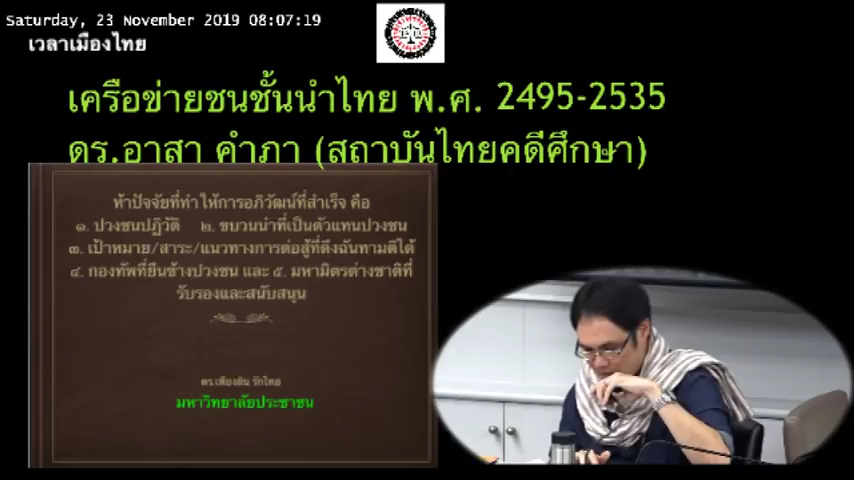 Saturday, 23 November 2019 08:07:19
เวลาเมืองไทย
เครือข่ายชนชั้นนำไทย พ.ศ. 2495-2535
ดร.อาสา คำภา (สถาบันไทยคดีศึกษา)
ห้าปัจจัยที่ทำให้การอภิวัฒน์ที่สำเร็จ คือ
๑. ปวงชนปฏิวัติ ๒. ขบวนนำที่เป็นตัวแทนปวงชน
๓. เป้าหมาย/สาระ/แนวทางการต่อสู้ที่ดึงฉันทามติได้
๔. กองทัพที่ยืนข้างปวงชน และ ๕. มหามิตรต่างชาติที่
รับรองและสนับสนุน
ดร.เพียงดิน รักไทย
มหาวิทยาลัยประชาชน